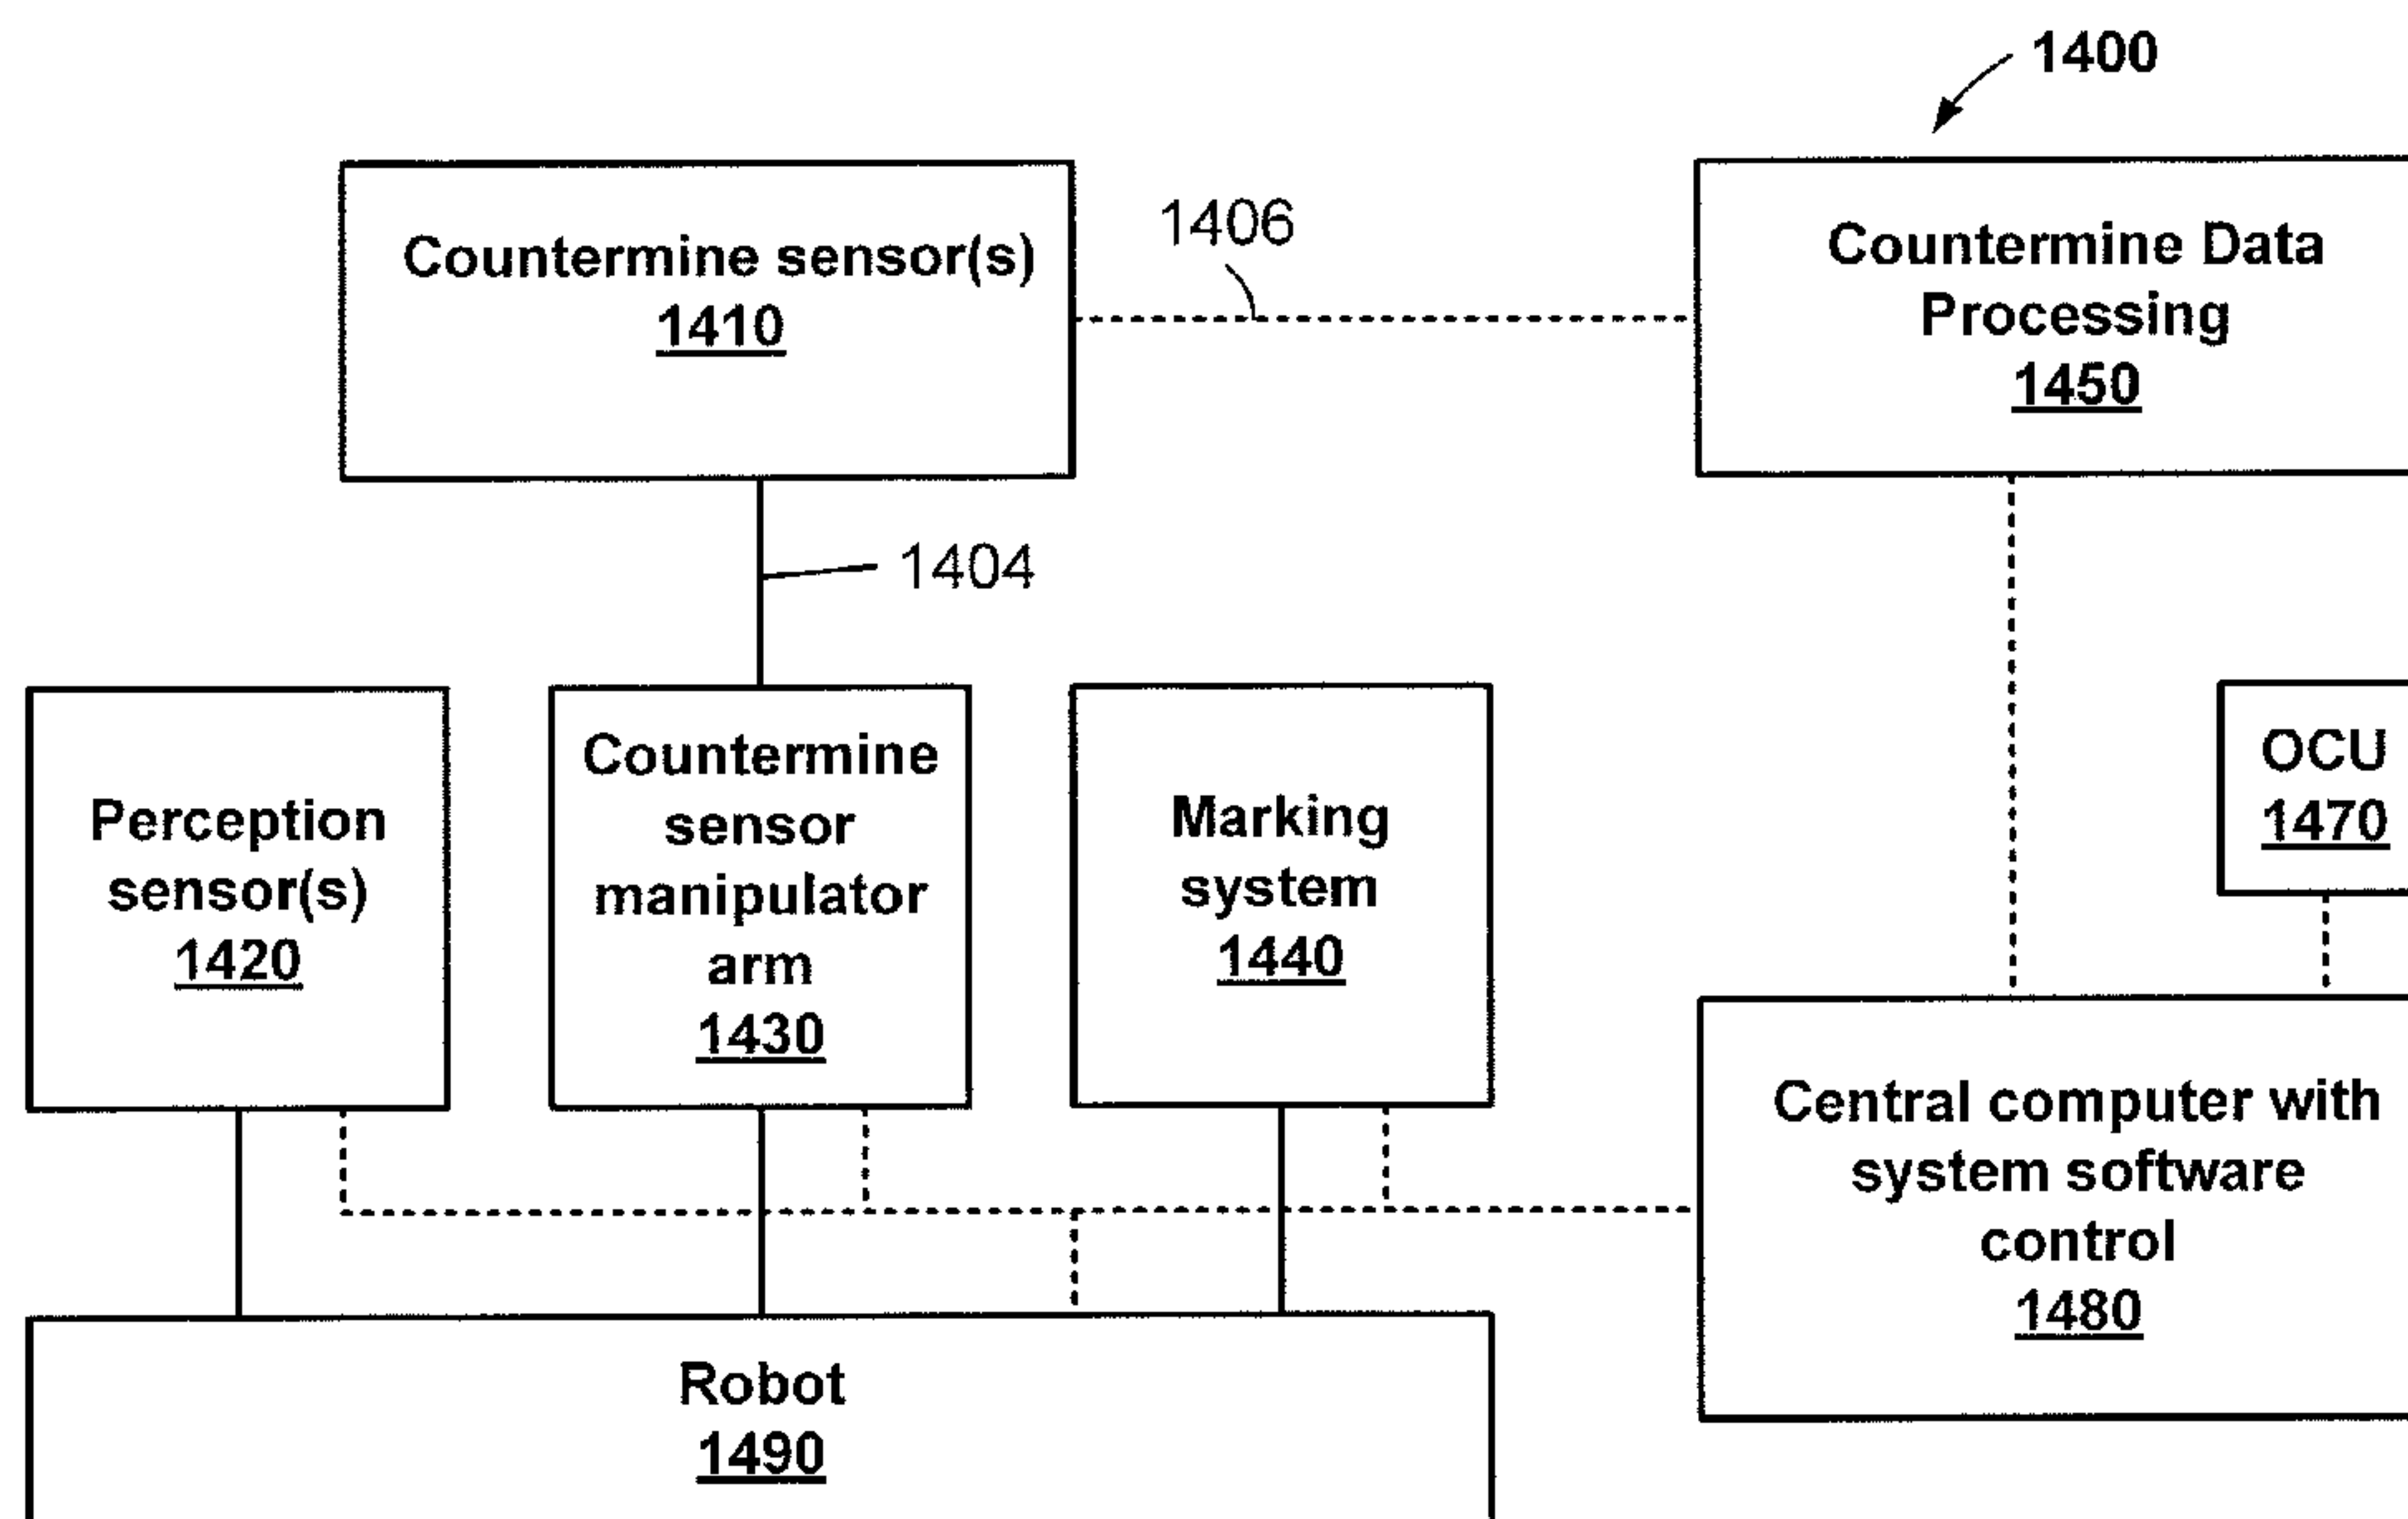 1400
Countermine sensor(s)
1410
1406
Countermine Data
Processing
1450
1404
Perception
sensor(s)
1420
Countermine
sensor
manipulator
arm
1430
Marking
system
1440
OCU
1470
Central computer with
system software
control
1480
Robot
1490